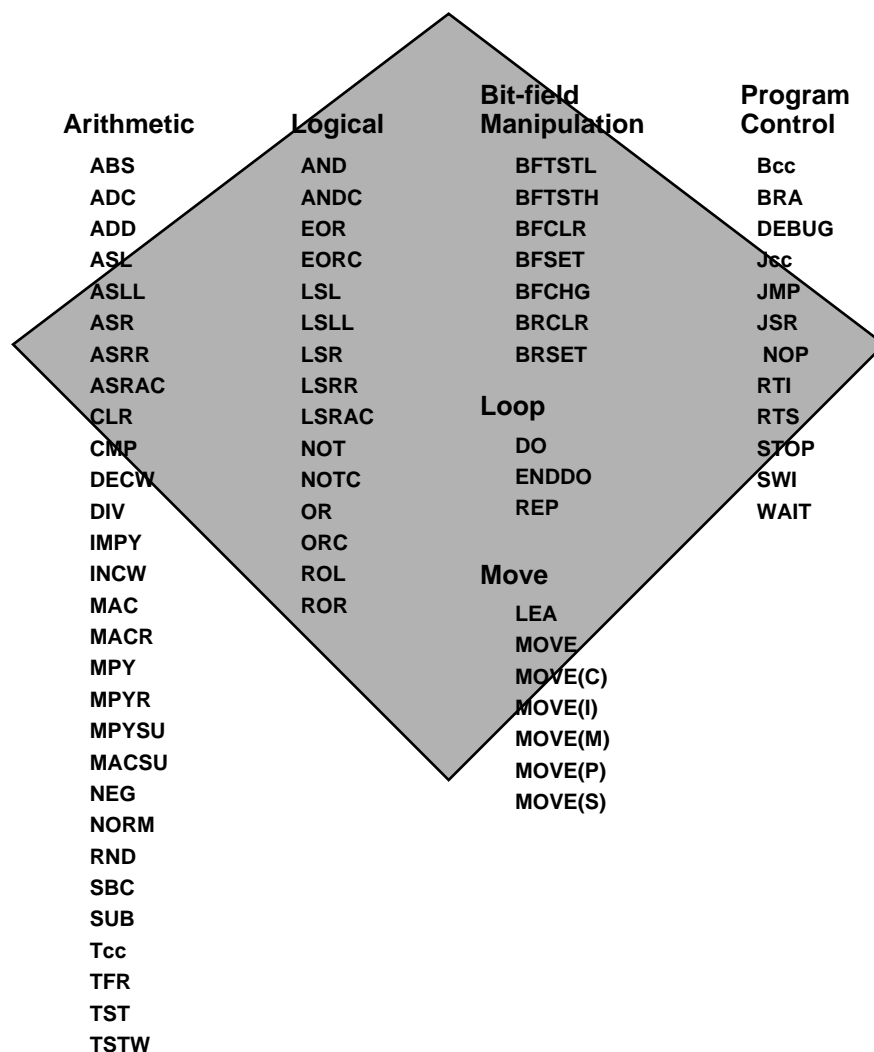 Arithmetic
ABS
ADC
ADD
ASL
ASLL
ASR
ASRR
ASRAC
CLR
CMP
DECW
DIV
IMPY
INCW
MAC
MACR
MPY
MPYR
MPYSU
MACSU
NEG
NORM
RND
SBC
SUB
Tcc
TFR
TST
TSTW
Logical
AND
ANDC
EOR
EORC
LSL
LSLL
LSR
LSRR
LSRAC
NOT
NOTC
OR
ORC
ROL
ROR
Bit-field
Manipulation
BFTSTL
BFTSTH
BFCLR
BFSET
BFCHG
BRCLR
BRSET
Loop
DO
ENDDO
REP
Move
LEA
MOVE
MOVE(C)
MOVE(I)
MOVE(M)
MOVE(P)
MOVE(S)
Program
Control
Bcc
BRA
DEBUG
Jcc
JMP
JSR
NOP
RTI
RTS
STOP
SWI
WAIT